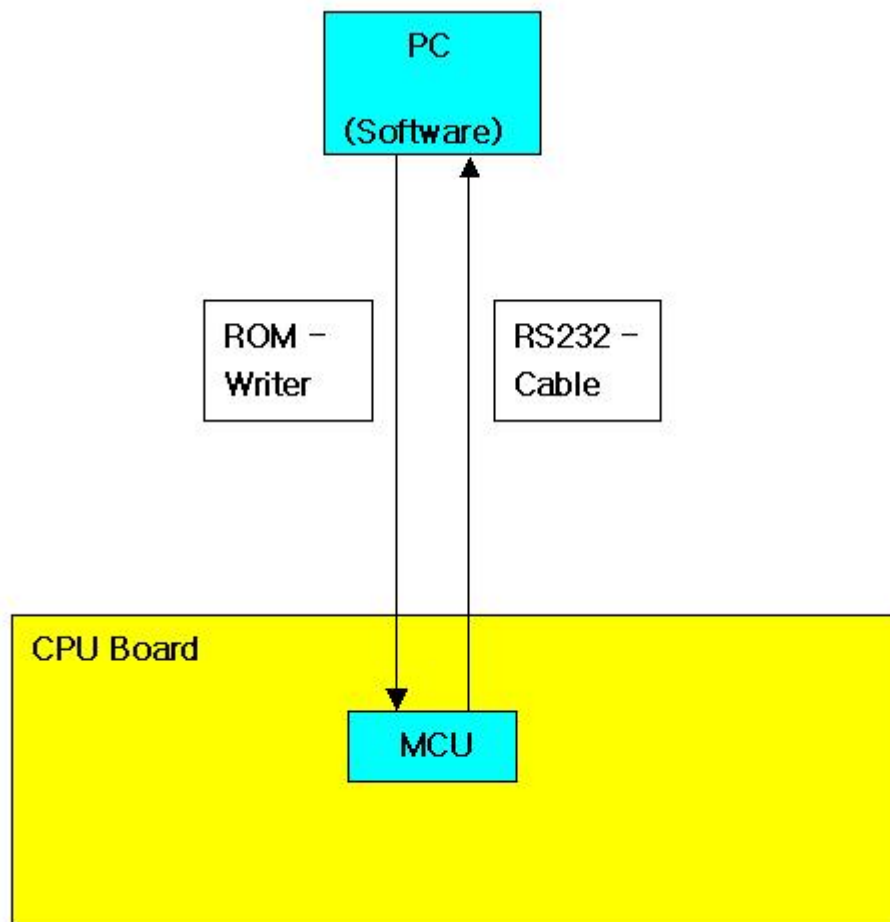 PC
(Software)
ROM -
Writer
RS232 -
Cable
CPU Board
MCU